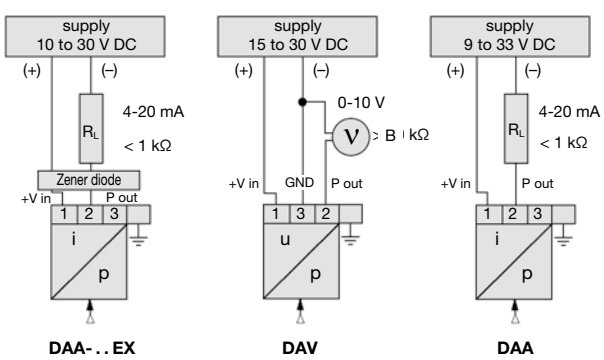 supply
10 to 30 V DC
(+)
(–)
4-20 mA
RL
< 1 kΩ
Zener diode
+V in
P out
1 2 3
i
p
DAA- . . EX
supply
15 to 30 V DC
(+)
(–)
0-10 V
V
kΩ
+V in
GND
P out
1 3 2
u
p
DAV
supply
9 to 33 V DC
(+)
(–)
4-20 mA
RL
< 1 kΩ
+V in
P out
1 2 3
i
p
DAA